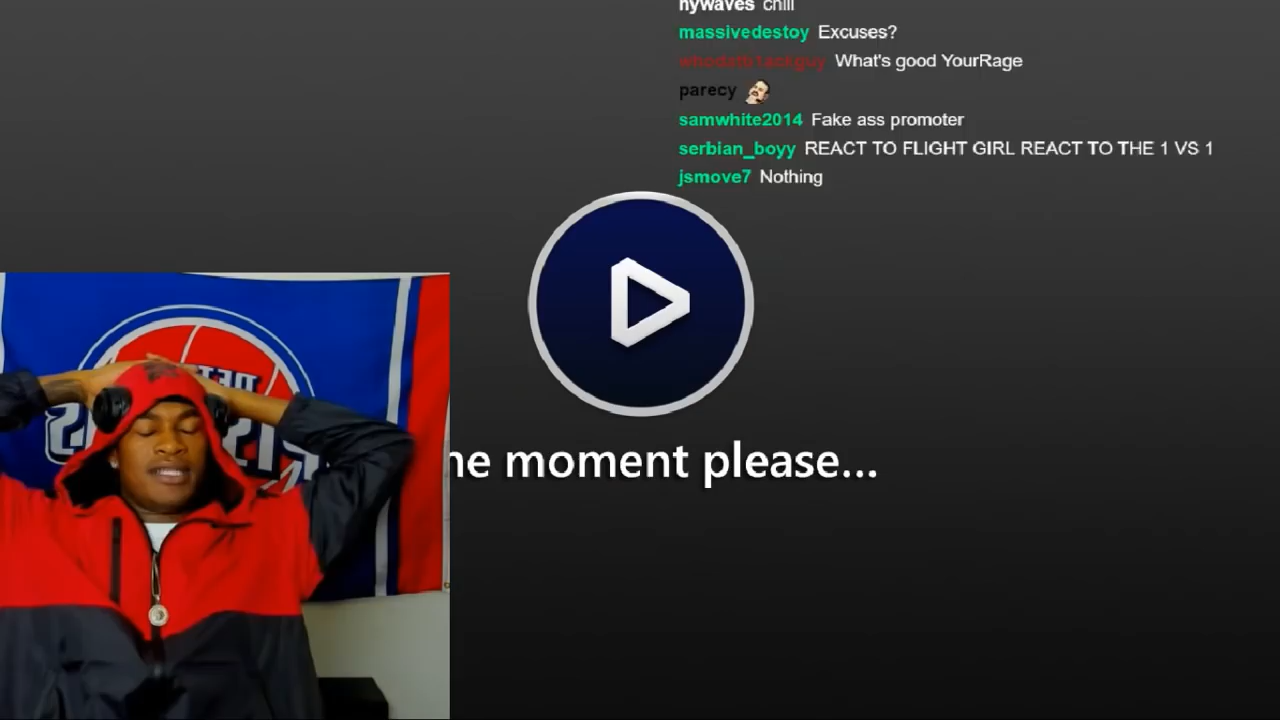 nywaves chill
massivedestoy Excuses?
whodatb1ackguy What's good YourRage
parecy
samwhite2014 Fake ass promoter
serbian_boyy REACT TO FLIGHT GIRL REACT TO THE 1 VS 1
jsmove7 Nothing
he moment please...